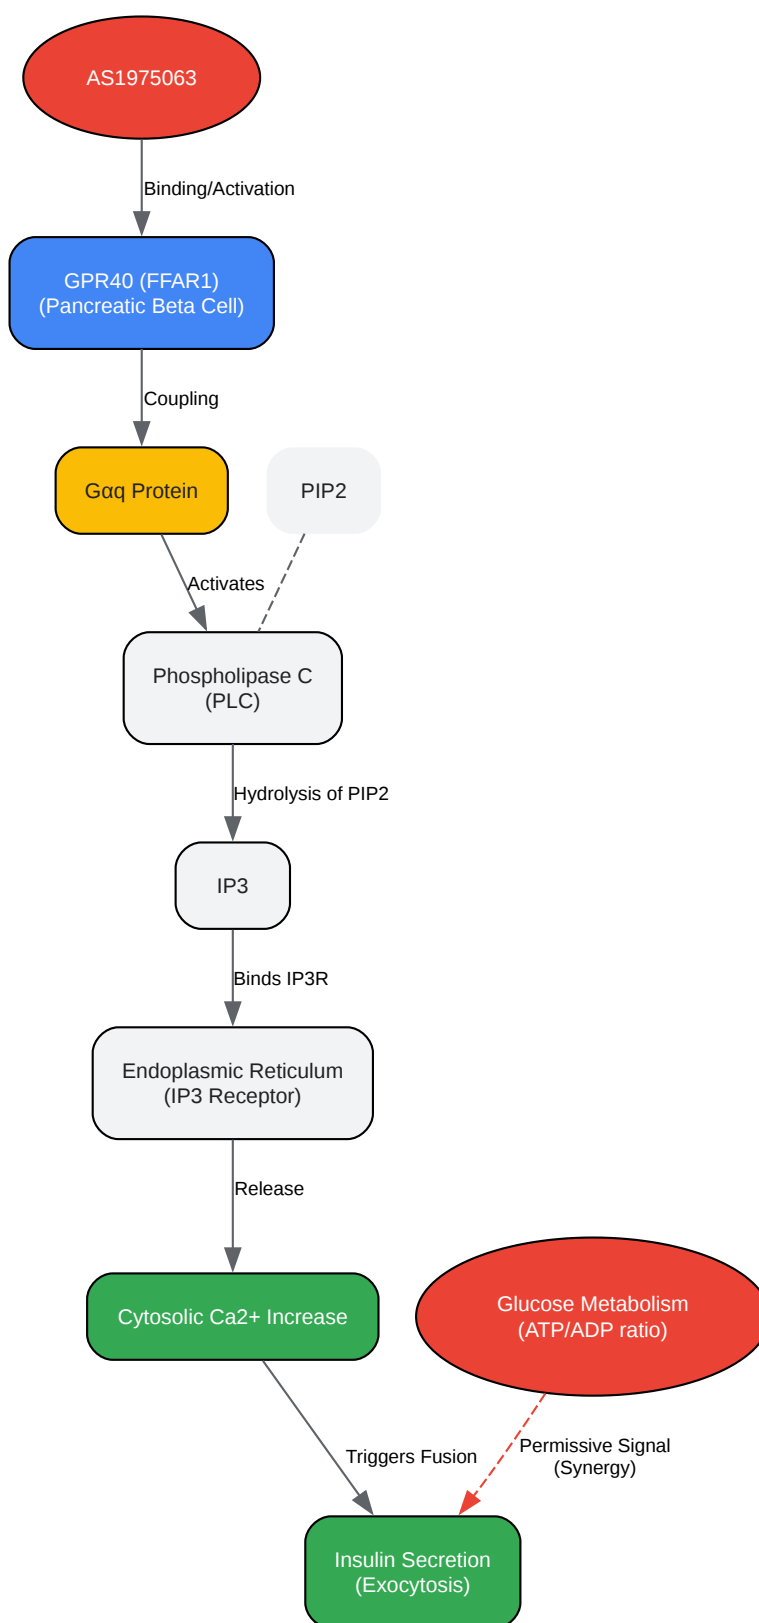 AS1975063
Binding/Activation
GPR40 (FFAR1)
(Pancreatic Beta Cell)
Coupling
Gαq Protein
PIP2
Activates
Phospholipase C
(PLC)
Hydrolysis of PIP2
IP3
Binds IP3R
Endoplasmic Reticulum
(IP3 Receptor)
Release
Cytosolic Ca2+ Increase
Glucose Metabolism
(ATP/ADP ratio)
Triggers Fusion
Permissive Signal
(Synergy)
Insulin Secretion
(Exocytosis)